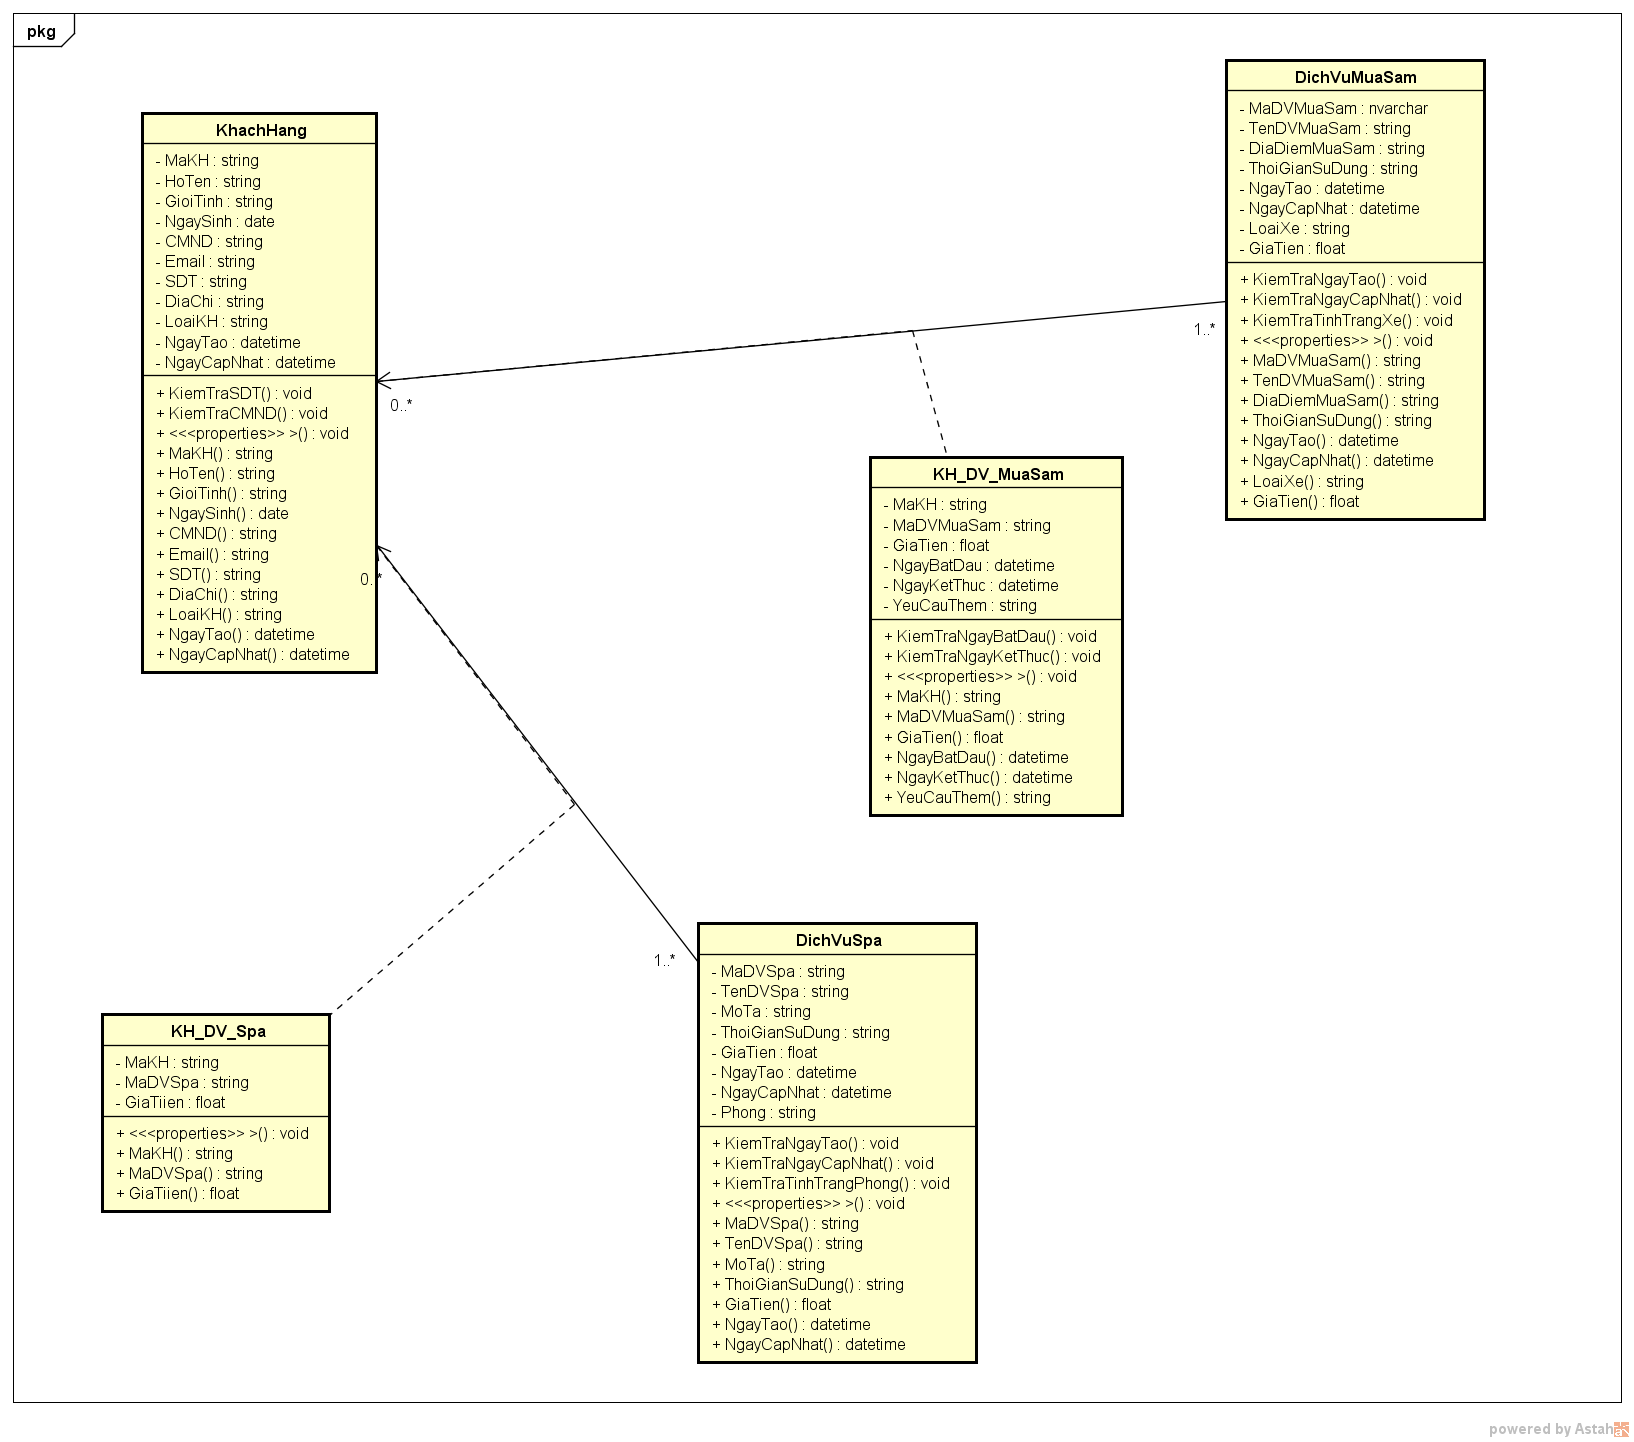 pkg
KhachHang
- MaKH : string
- HoTen : string
- GioiTinh : string
- NgaySinh : date
- CMND : string
- Email : string
- SDT : string
- DiaChi : string
- LoaiKH : string
- NgayTao : datetime
- NgayCapNhat : datetime
+ KiemTraSDT() : void
+ KiemTraCMND() : void
+ <<<properties>> >() : void
+ MaKH() : string
+ HoTen() : string
+ GioiTinh() : string
+ NgaySinh() : date
+ CMND() : string
+ Email() : string
+ SDT() : string
+ DiaChi() : string
+ LoaiKH() : string
+ NgayTao() : datetime
+ NgayCapNhat() : datetime
DichVuMuaSam
- MaDVMuaSam : nvarchar
- TenDVMuaSam : string
- DiaDiemMuaSam : string
- ThoiGianSuDung : string
- NgayTao : datetime
- NgayCapNhat : datetime
- LoaiXe : string
- GiaTien : float
+ KiemTraNgayTao() : void
+ KiemTraNgayCapNhat() : void
+ KiemTraTinhTrangXe() : void
+ <<<properties>> >() : void
+ MaDVMuaSam() : string
+ TenDVMuaSam() : string
+ DiaDiemMuaSam() : string
+ ThoiGianSuDung() : string
+ NgayTao() : datetime
+ NgayCapNhat() : datetime
+ LoaiXe() : string
+ GiaTien() : float
1..*
0..*
0..*
KH_DV_MuaSam
- MaKH : string
- MaDVMuaSam : string
- GiaTien : float
- NgayBatDau : datetime
- NgayKetThuc : datetime
- YeuCauThem : string
+ KiemTraNgayBatDau() : void
+ KiemTraNgayKetThuc() : void
+ <<<properties>> >() : void
+ MaKH() : string
+ MaDVMuaSam() : string
+ GiaTien() : float
+ NgayBatDau() : datetime
+ NgayKetThuc() : datetime
+ YeuCauThem() : string
1..*
DichVuSpa
- MaDVSpa : string
- TenDVSpa : string
- MoTa : string
- ThoiGianSuDung : string
- GiaTien : float
- NgayTao : datetime
- NgayCapNhat : datetime
- Phong : string
+ KiemTraNgayTao() : void
+ KiemTraNgayCapNhat() : void
+ KiemTraTinhTrangPhong() : void
+ <<<properties>> >() : void
+ MaDVSpa() : string
+ TenDVSpa() : string
+ MoTa() : string
+ ThoiGianSuDung() : string
+ GiaTien() : float
+ NgayTao() : datetime
+ NgayCapNhat() : datetime
KH_DV_Spa
- MaKH : string
- MaDVSpa : string
- GiaTiien : float
+ <<<properties>> >() : void
+ MaKH() : string
+ MaDVSpa() : string
+ GiaTiien() : float
powered by Astah